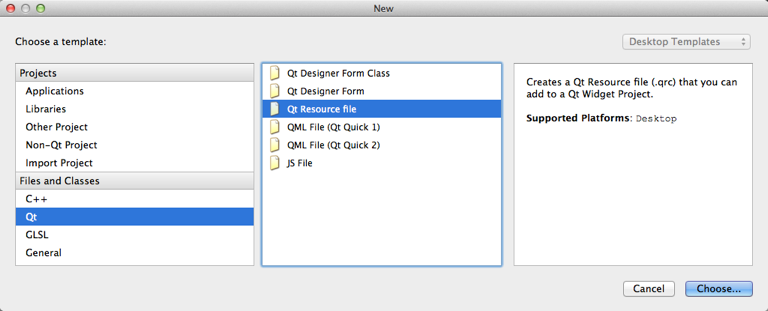 New
Choose a template:
Desktop Templates
Projects
Applications
Libraries
Other Project
Non-Qt Project
Import Project
Files and Classes
C++
Qt
GLSL
General
Qt Designer Form Class
Qt Designer Form
Qt Resource file
QML File (Qt Quick 1)
QML File (Qt Quick 2)
JS File
Creates a Qt Resource file (.qrc) that you can
add to a Qt Widget Project.
Supported Platforms: Desktop
Cancel
Choose...